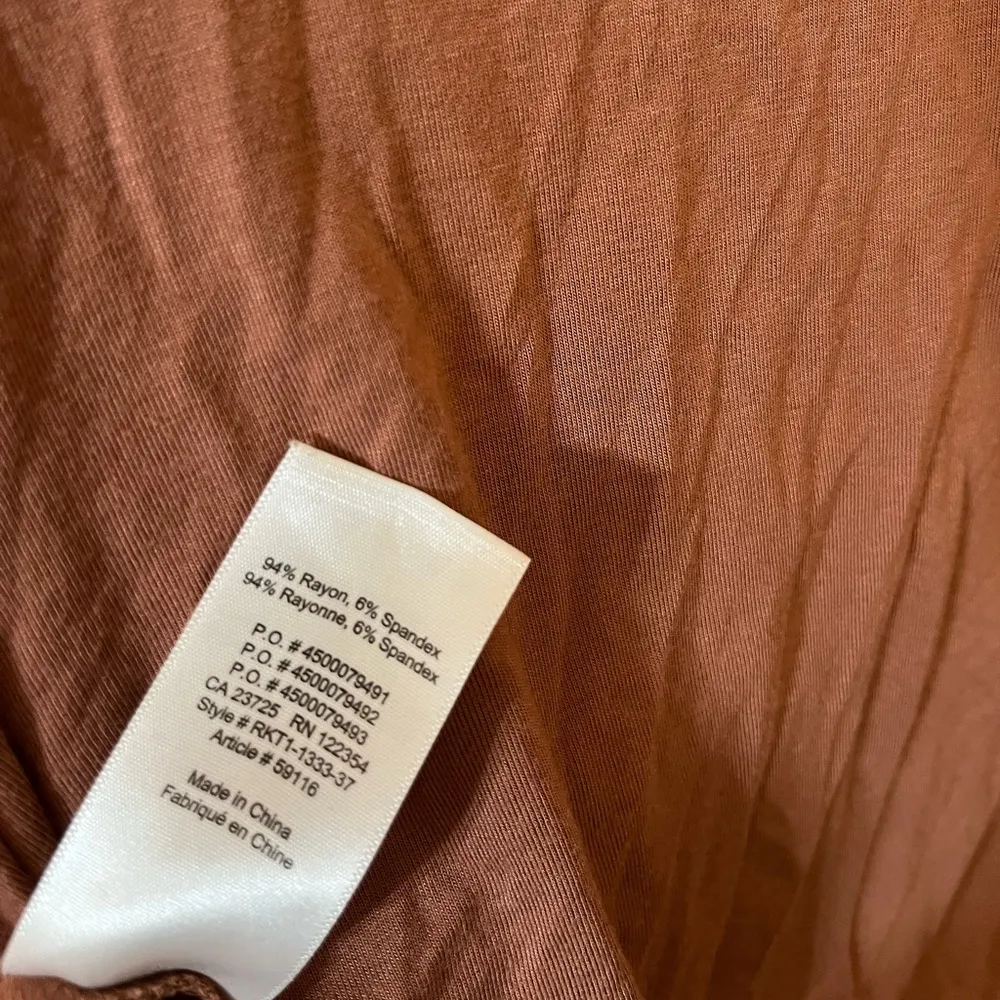 94% Rayon, 6% Spandex
94% Rayonne, 6% Spandex
P.O. # 4500079491
P.O. # 4500079492
P.O. # 4500079493
CA 23725 RN 122354
Style # RKT1-1333-37
Article # 59116
Made in China
Fabriqué en Chine